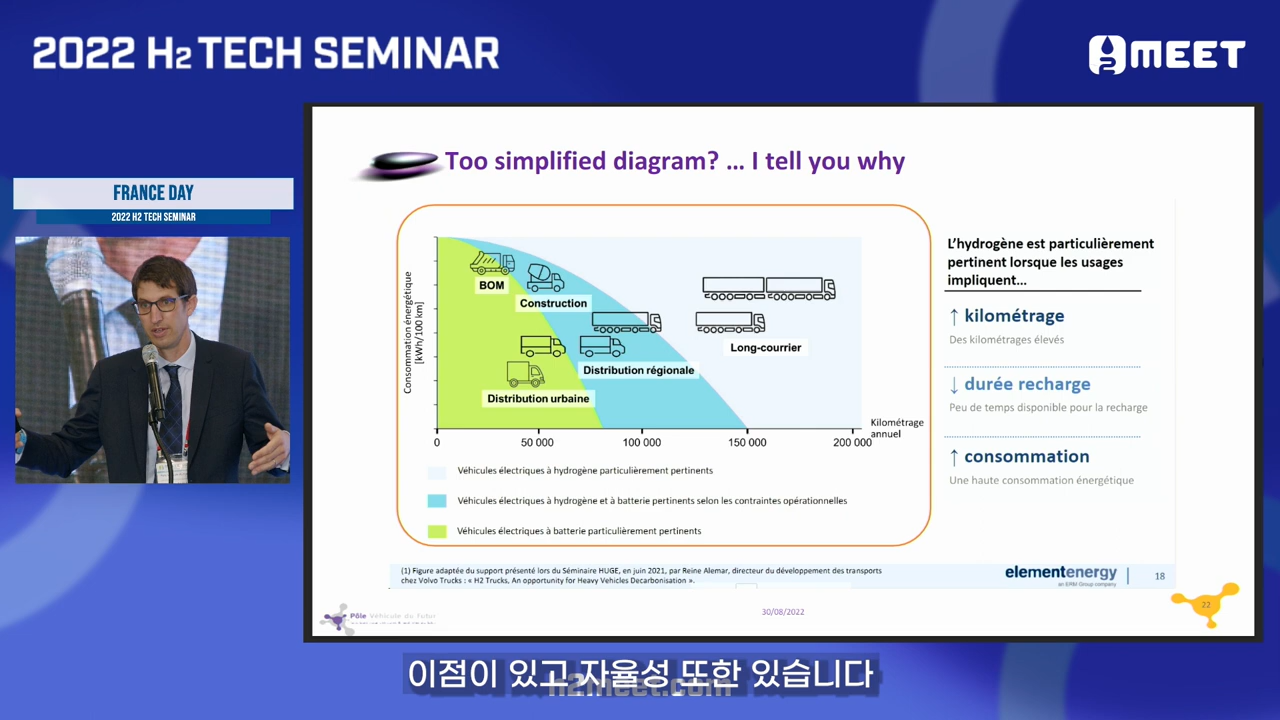 2022 H2 TECH SEMINAR
H2 MEET
FRANCE DAY
2022 H2 TECH SEMINAR
Too simplified diagram? ... I tell you why
Consommation énergétique
[kWh/100 km]
BOM
Construction
Distribution régionale
Distribution urbaine
Long-courrier
0
50 000
100 000
150 000
200 000
Kilométrage
annuel
Véhicules électriques à hydrogène particulièrement pertinents
Véhicules électriques à hydrogène et à batterie pertinents selon les contraintes opérationnelles
Véhicules électriques à batterie particulièrement pertinents
L'hydrogène est particulièrement
pertinent lorsque les usages
impliquent...
↑ kilométrage
Des kilométrages élevés
↓ durée recharge
Peu de temps disponible pour la recharge
↑ consommation
Une haute consommation énergétique
(1) Figure adaptée du support présenté lors du Séminaire HUGE, en juin 2021, par Reine Alemar, directeur du développement des transports
chez Volvo Trucks : « H2 Trucks, An opportunity for Heavy Vehicles Decarbonisation ».
elementenergy
an ERM Group company
18
Pôle Véhicule du Futur
30/08/2022
22
이점이 있고 자율성 또한 있습니다
h2meet.com